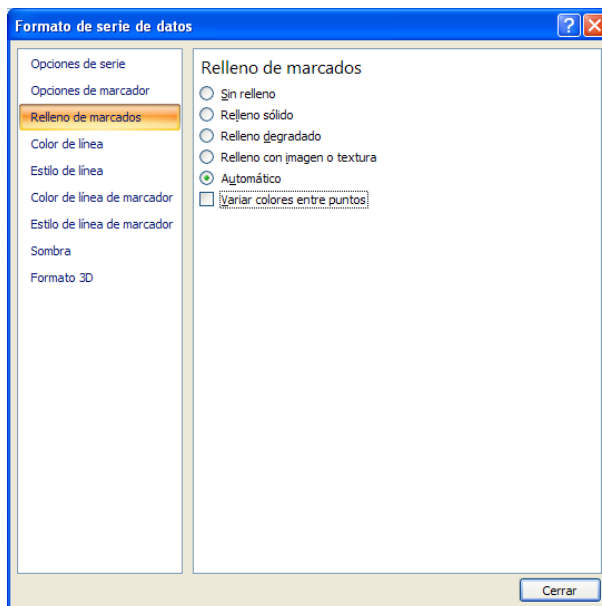 Formato de serie de datos
Opciones de serie
Opciones de marcador
Relleno de marcados
Color de línea
Estilo de línea
Color de línea de marcador
Estilo de línea de marcador
Sombra
Formato 3D
Relleno de marcados
Sin relleno
Relleno sólido
Relleno degradado
Relleno con imagen o textura
Automático
Variar colores entre puntos
Cerrar